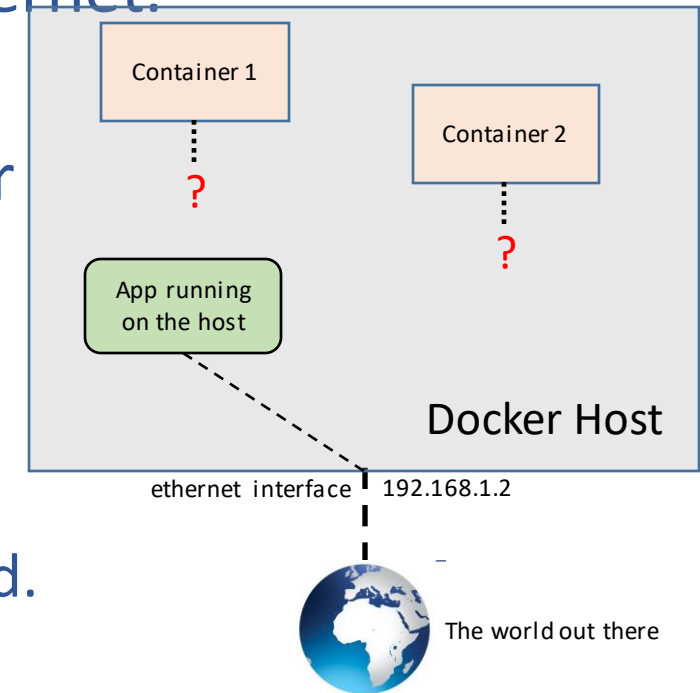 ernet.
Container 1
Container 2
r
?
?
App running
on the host
Docker Host
ethernet interface 192.168.1.2
d.
The world out there